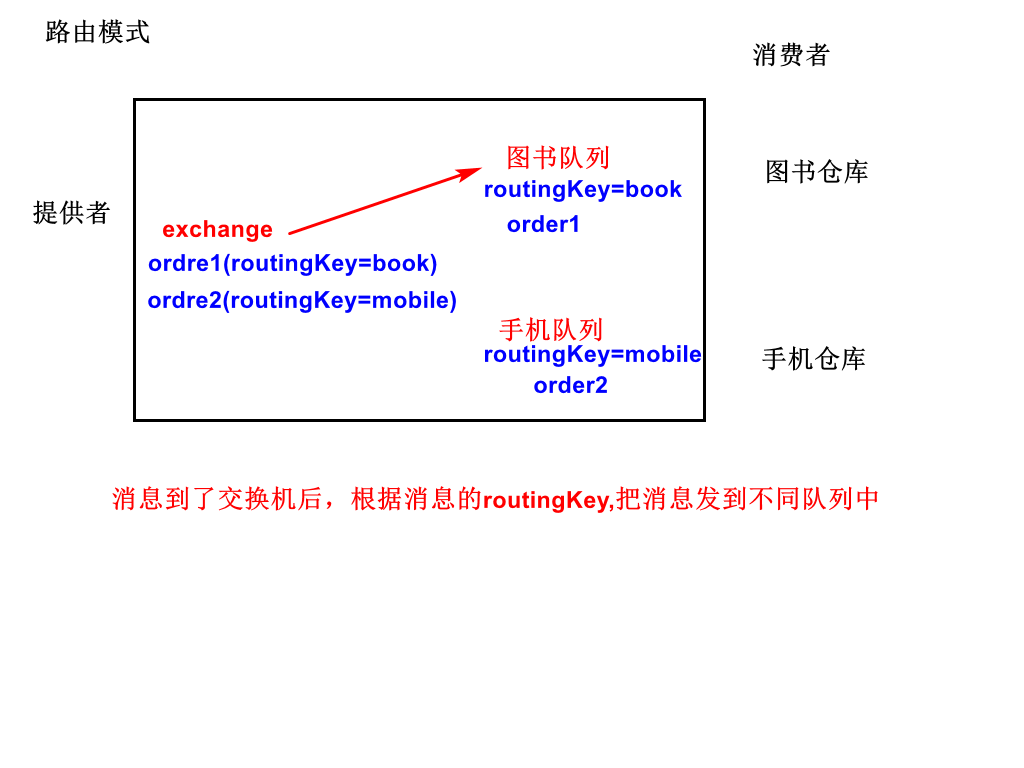 路由模式
消费者
图书队列
图书仓库
routingKey=book
提供者
order1
exchange
ordre1(routingKey=book)
ordre2(routingKey=mobile)
手机队列
routingKey=mobile
手机仓库
order2
消息到了交换机后，根据消息的routingKey,把消息发到不同队列中